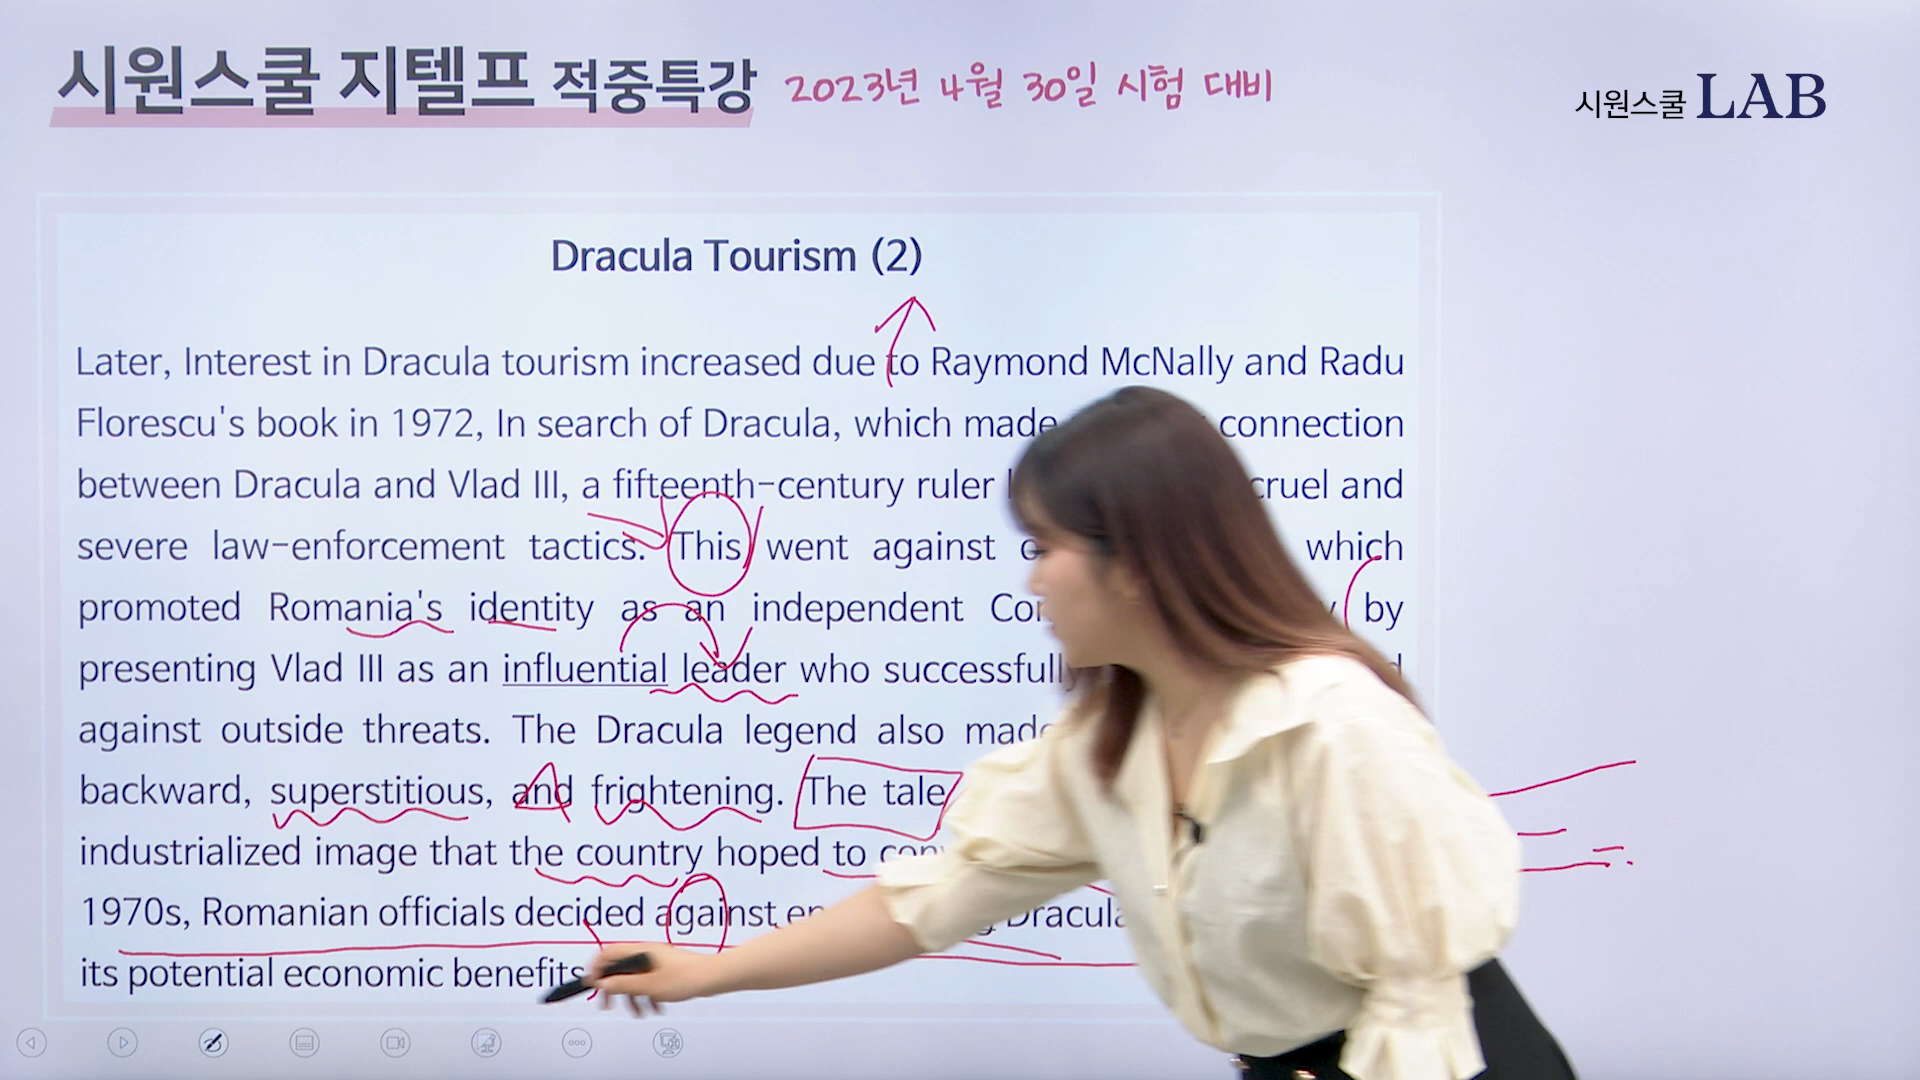 시원스쿨 지텔프 적중특강 2023년 4월 30일 시험 대비
시원스쿨 LAB
Dracula Tourism (2)
Later, Interest in Dracula tourism increased due to Raymond McNally and Radu
Florescu's book in 1972, In search of Dracula, which made connection
between Dracula and Vlad III, a fifteenth-century ruler cruel and
severe law-enforcement tactics. This went against which
promoted Romania's identity as an independent by
presenting Vlad III as an influential leader who successfully
against outside threats. The Dracula legend also made
backward, superstitious, and frightening. The tale
industrialized image that the country hoped to
1970s, Romanian officials decided against Dracula
its potential economic benefits